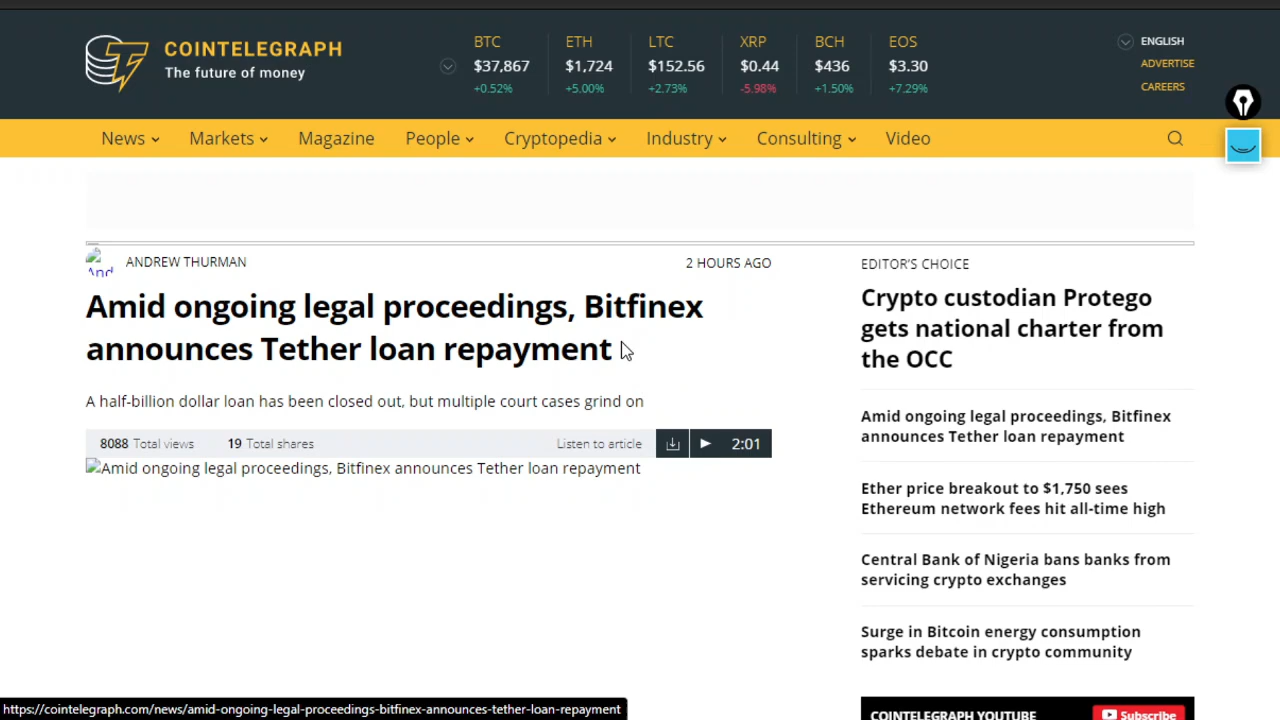 COINTELEGRAPH
The future of money
BTC
$37,867
+0.52%
ETH
$1,724
+5.00%
LTC
$152.56
+2.73%
XRP
$0.44
-5.98%
BCH
$436
+1.50%
EOS
$3.30
+7.29%
ENGLISH
ADVERTISE
CAREERS
News Markets Magazine People Cryptopedia Industry Consulting Video
And
ANDREW THURMAN
2 HOURS AGO
Amid ongoing legal proceedings, Bitfinex
announces Tether loan repayment
A half-billion dollar loan has been closed out, but multiple court cases grind on
8088 Total views 19 Total shares Listen to article 2:01
Amid ongoing legal proceedings, Bitfinex announces Tether loan repayment
EDITOR'S CHOICE
Crypto custodian Protego
gets national charter from
the OCC
Amid ongoing legal proceedings, Bitfinex
announces Tether loan repayment
Ether price breakout to $1,750 sees
Ethereum network fees hit all-time high
Central Bank of Nigeria bans banks from
servicing crypto exchanges
Surge in Bitcoin energy consumption
sparks debate in crypto community
COINTELEGRAPH YOUTUBE
Subscribe
https://cointelegraph.com/news/amid-ongoing-legal-proceedings-bitfinex-announces-tether-loan-repayment